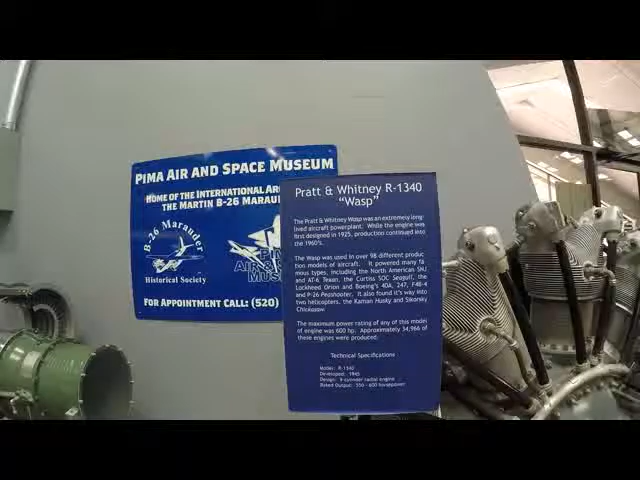 PIMA AIR AND SPACE MUSEUM
HOME OF THE INTERNATIONAL
THE MARTIN B-26
B-26 Marauder
Historical Society
FOR APPOINTMENT CALL: (520)
Pratt & Whitney R-1340
"Wasp"
The Pratt & Whitney Wasp was an extremely long-
lived aircraft powerplant. While the engine was
first designed in 1925, production continued into
the 1960's.
The Wasp was used in over 98 different produc
tion models of aircraft. It powered many fa
mous types, including the North American SNJ
and AT-6 Texan, the Curtiss SOC Seagull, the
Lockheed Orion and Boeing's 40A, 247, F4B-4
and P-26 Peashooter. It also found it's way into
two helicopters, the Kaman Husky and Sikorsky
Chickasaw.
The maximum power rating of any of this model
of engine was 600 hp. Approximately 34,966 of
these engines were produced.
Technical Specifications
Model: R-1340
Developed:
Design: 9 cylinder radial engine
Rated Output: 550 - 600 horsepower